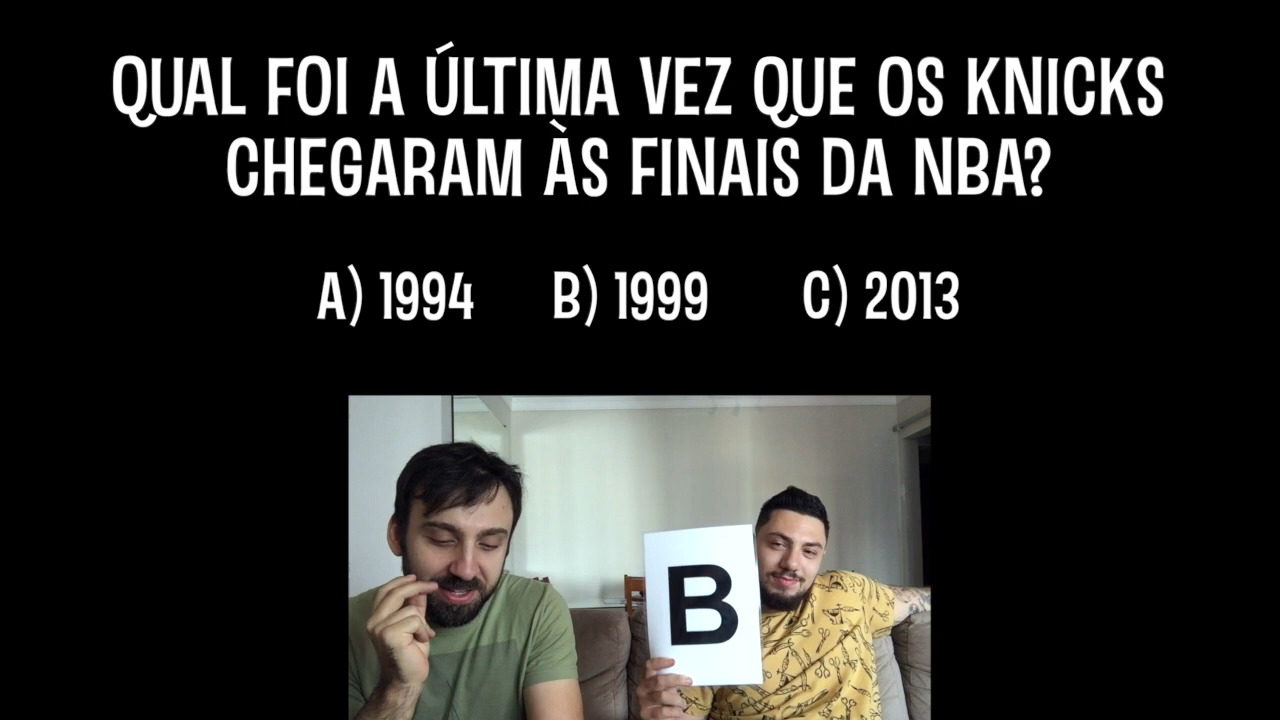 QUAL FOI A ÚLTIMA VEZ QUE OS KNICKS
CHEGARAM ÀS FINAIS DA NBA?
A) 1994 B) 1999 C) 2013
B